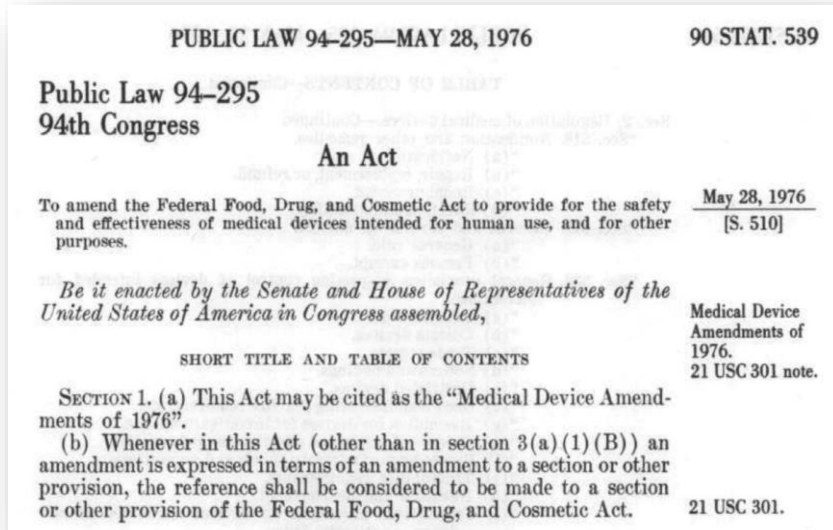 PUBLIC LAW 94–295—MAY 28, 1976
90 STAT. 539
Public Law 94–295
94th Congress
An Act
To amend the Federal Food, Drug, and Cosmetic Act to provide for the safety
and effectiveness of medical devices intended for human use, and for other
purposes.
May 28, 1976
[S. 510]
Be it enacted by the Senate and House of Representatives of the
United States of America in Congress assembled,
Medical Device
Amendments of
1976.
21 USC 301 note.
SHORT TITLE AND TABLE OF CONTENTS
SECTION 1. (a) This Act may be cited as the “Medical Device Amend-
ments of 1976”.
(b) Whenever in this Act (other than in section 3(a)(1)(B)) an
amendment is expressed in terms of an amendment to a section or other
provision, the reference shall be considered to be made to a section
or other provision of the Federal Food, Drug, and Cosmetic Act.
21 USC 301.